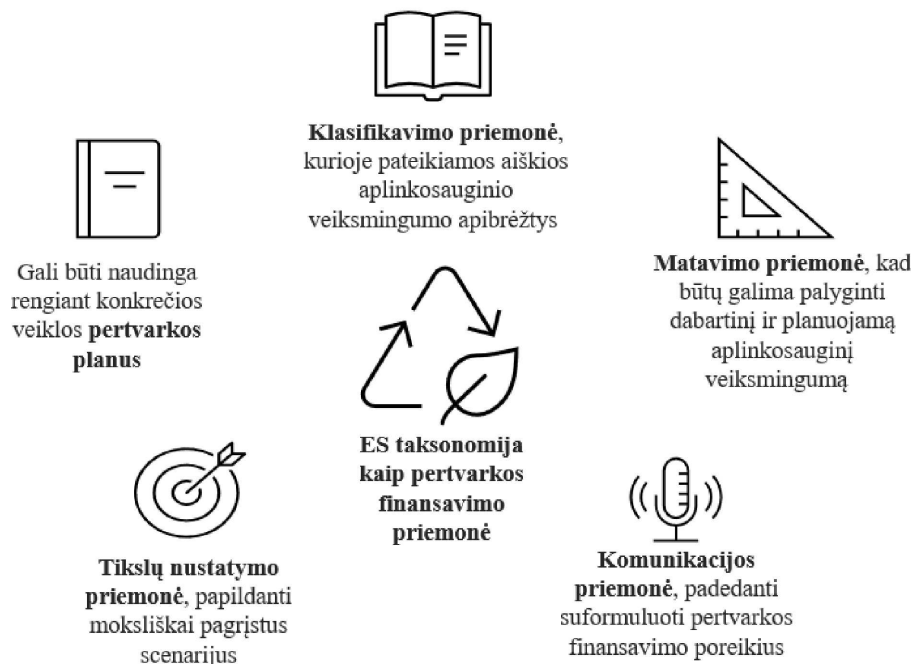 Klasifikavimo priemonė,
kurioje pateikiamos aiškios
aplinkosauginio
veiksmingumo apibrėžtys
Gali būti naudinga
rengiant konkrečios
veiklos pertvarkos
planus
Matavimo priemonė, kad
būtų galima palyginti
dabartinį ir planuojamą
aplinkosauginį
veiksmingumą
ES taksonomija
kaip pertvarkos
finansavimo
priemonė
Tikslų nustatymo
priemonė, papildanti
moksliškai pagrįstus
scenarijus
Komunikacijos
priemonė, padedanti
suformuluoti pertvarkos
finansavimo poreikius